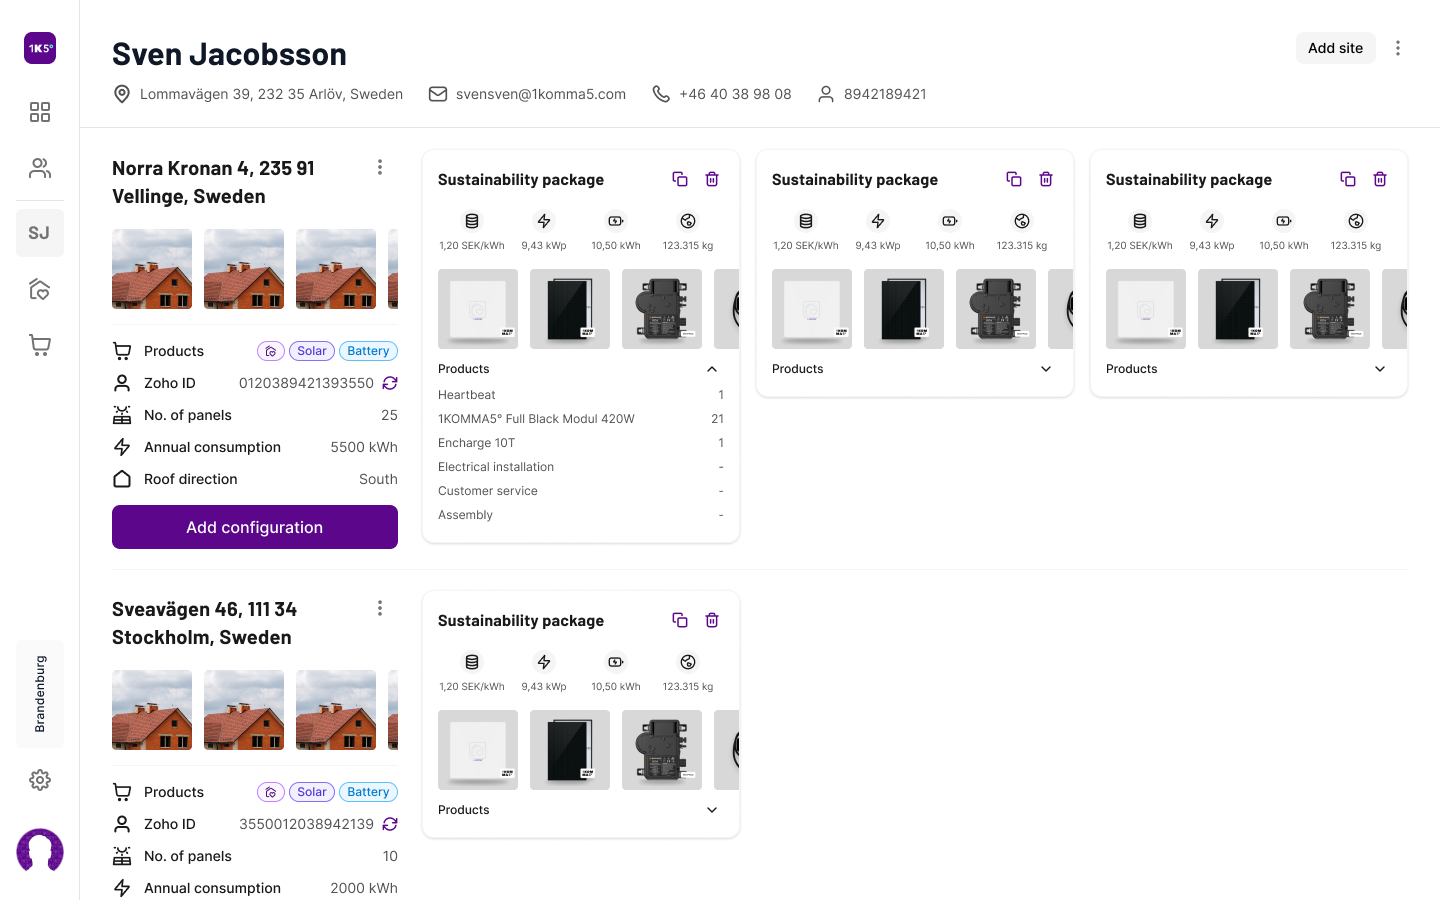 1K5°
Sven Jacobsson
Add site
Lommavägen 39, 232 35 Arlöv, Sweden
svensven@1komma5.com
+46 40 38 98 08
8942189421
SJ
Brandenburg
Norra Kronan 4, 235 91
Vellinge, Sweden
Products
Solar
Battery
Zoho ID
0120389421393550
No. of panels
25
Annual consumption
5500 kWh
Roof direction
South
Add configuration
Sustainability package
1,20 SEK/kWh
9,43 kWp
10,50 kWh
123.315 kg
Products
Heartbeat
1
1KOMMA5° Full Black Modul 420W
21
Encharge 10T
1
Electrical installation
-
Customer service
-
Assembly
-
Sustainability package
1,20 SEK/kWh
9,43 kWp
10,50 kWh
123.315 kg
Products
Sustainability package
1,20 SEK/kWh
9,43 kWp
10,50 kWh
123.315 kg
Products
Sveavägen 46, 111 34
Stockholm, Sweden
Products
Solar
Battery
Zoho ID
3550012038942139
No. of panels
10
Annual consumption
2000 kWh
Sustainability package
1,20 SEK/kWh
9,43 kWp
10,50 kWh
123.315 kg
Products